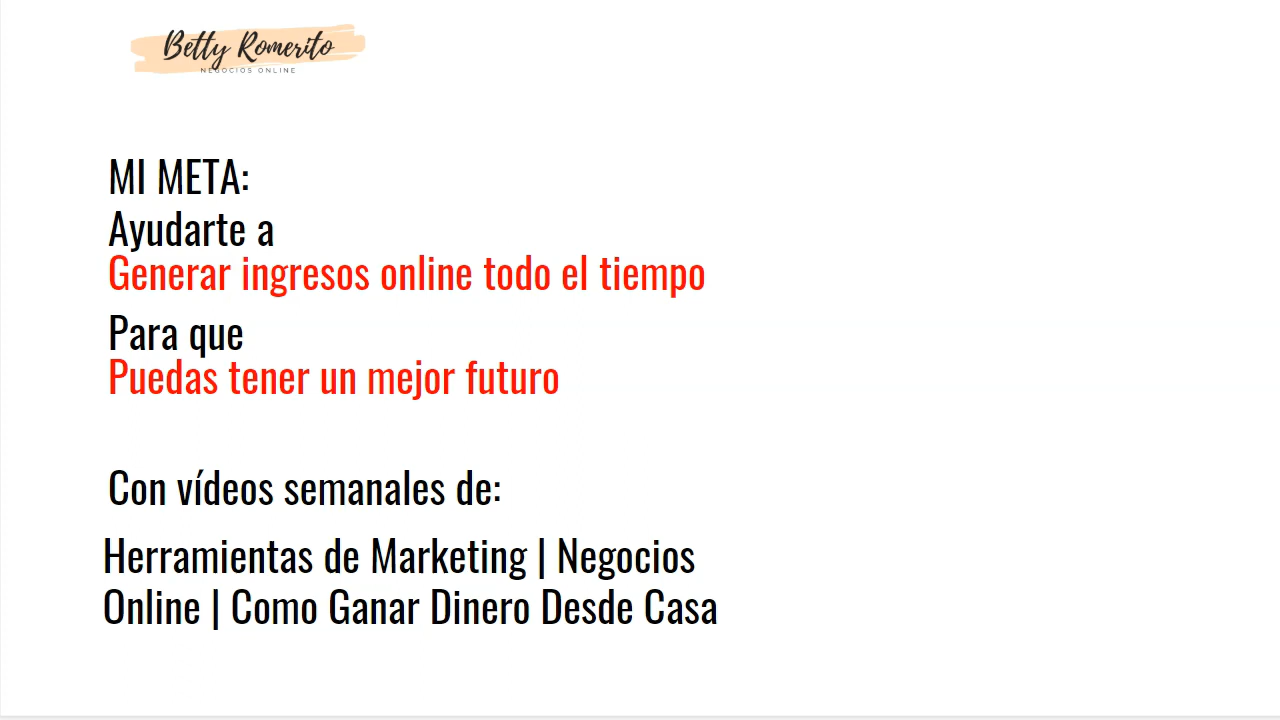 Betty Romerito
NEGOCIOS ONLINE
MI META:
Ayudarte a
Generar ingresos online todo el tiempo
Para que
Puedas tener un mejor futuro
Con vídeos semanales de:
Herramientas de Marketing | Negocios
Online | Como Ganar Dinero Desde Casa